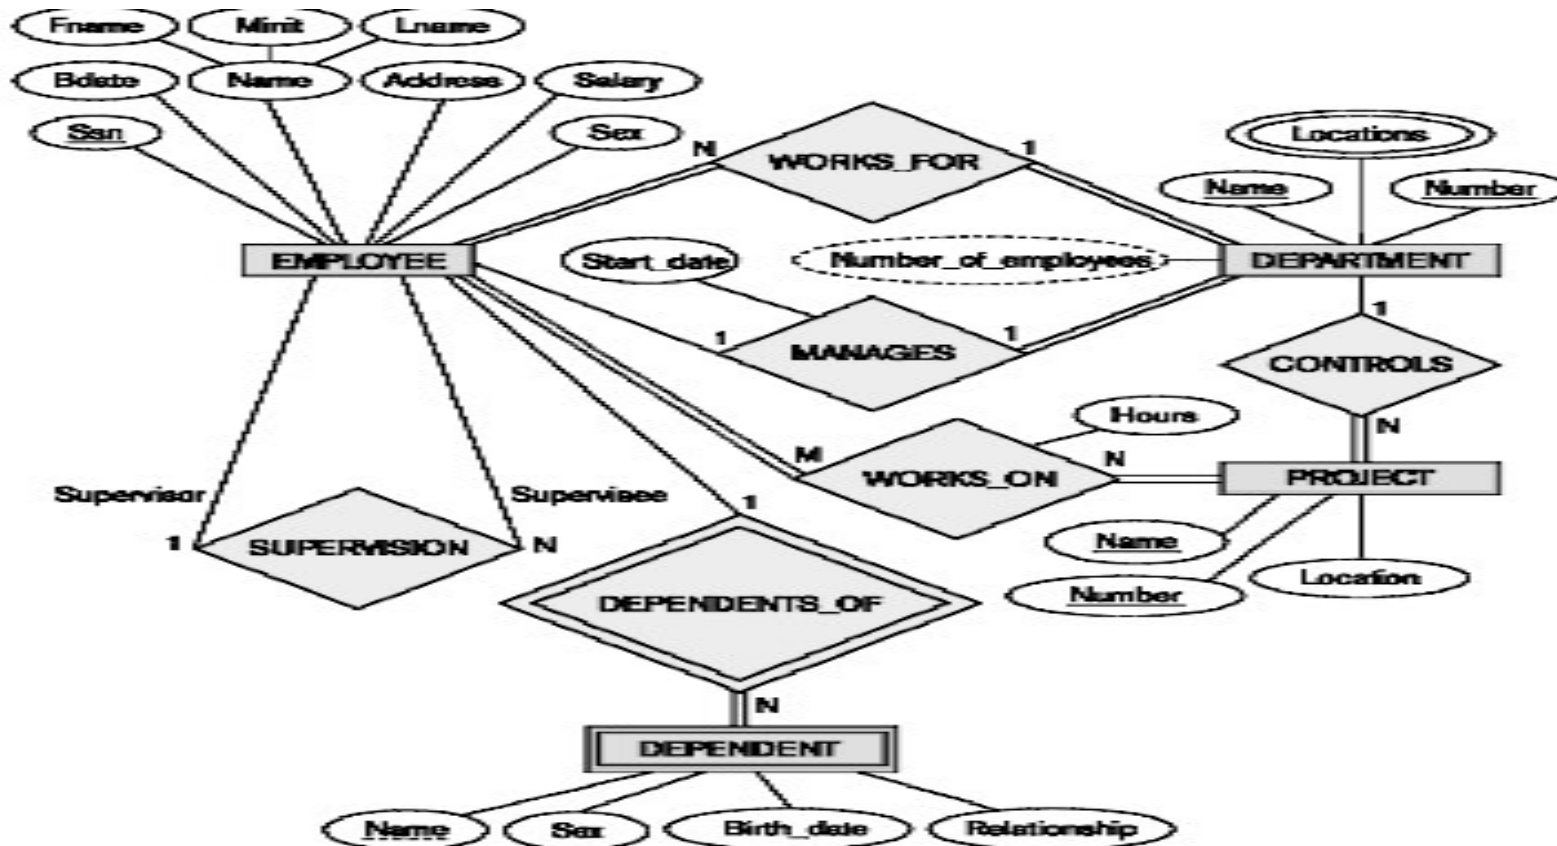 Fname Minit Lname
Bdate Name Address Salary
Ssn Sex
N WORKS_FOR 1
Locations
Name Number
EMPLOYEE
Start_date
Number_of_employees
DEPARTMENT
1 MANAGES 1
1
CONTROLS
N
Hours
M WORKS_ON N
PROJECT
Name
Number
Location
Supervisor Supervisee
1 SUPERVISION N
1
DEPENDENTS_OF
N
DEPENDENT
Name Sex Birth_date Relationship